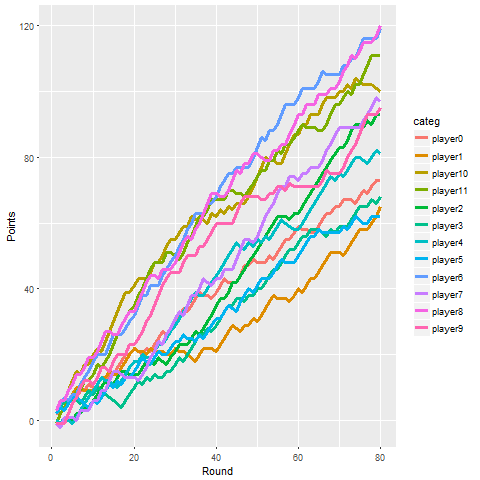 120
80
40
0
Points
0
20
40
60
80
Round
categ
player0
player1
player10
player11
player2
player3
player4
player5
player6
player7
player8
player9